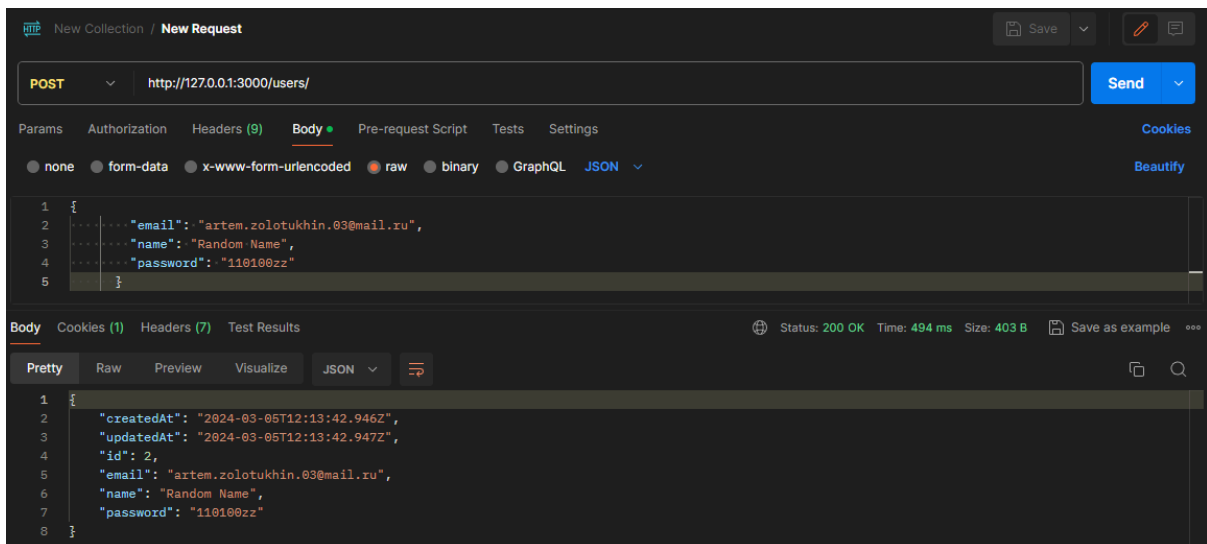 HTTP New Collection / New Request Save
POST http://127.0.0.1:3000/users/ Send
Params Authorization Headers (9) Body Pre-request Script Tests Settings Cookies
none form-data x-www-form-urlencoded raw binary GraphQL JSON Beautify
1 {
2 "email": "artem.zolotukhin.03@mail.ru",
3 "name": "Random Name",
4 "password": "110100zz"
5 }
Body Cookies (1) Headers (7) Test Results Status: 200 OK Time: 494 ms Size: 403 B Save as example
Pretty Raw Preview Visualize JSON
1 {
2 "createdAt": "2024-03-05T12:13:42.946Z",
3 "updatedAt": "2024-03-05T12:13:42.947Z",
4 "id": 2,
5 "email": "artem.zolotukhin.03@mail.ru",
6 "name": "Random Name",
7 "password": "110100zz"
8 }